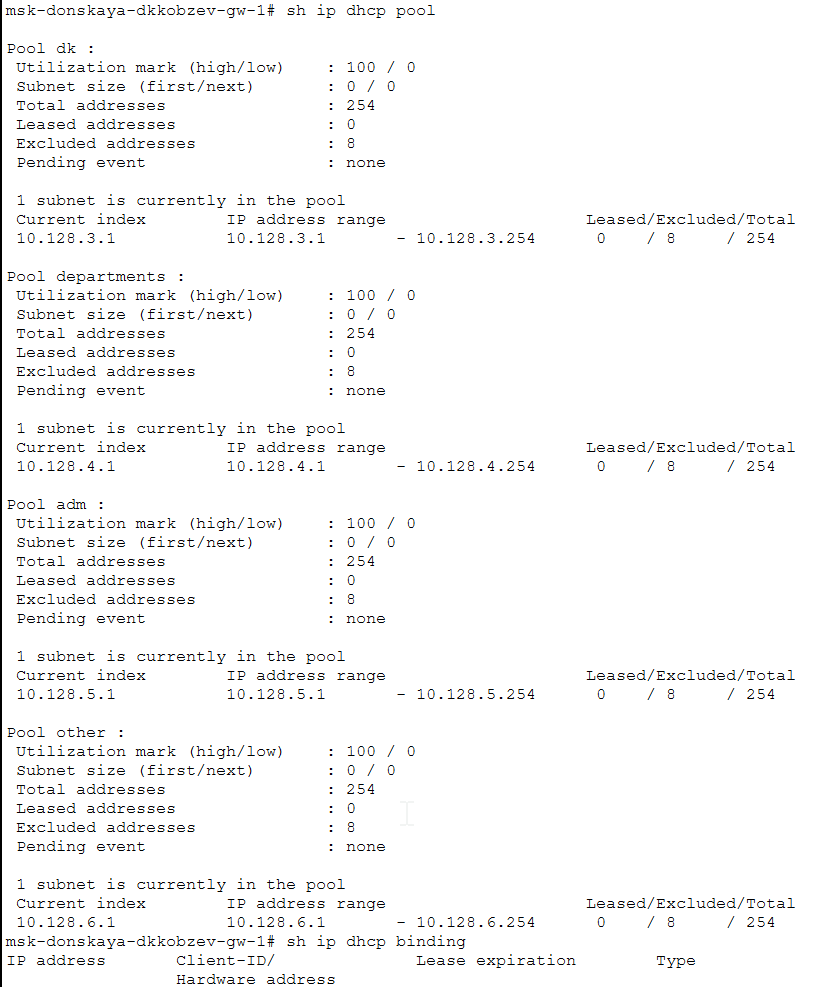 msk-donskaya-dkkobzev-gw-1# sh ip dhcp pool
Pool dk :
Utilization mark (high/low) : 100 / 0
Subnet size (first/next) : 0 / 0
Total addresses : 254
Leased addresses : 0
Excluded addresses : 8
Pending event : none
1 subnet is currently in the pool
Current index IP address range Leased/Excluded/Total
10.128.3.1 10.128.3.1 - 10.128.3.254 0 / 8 / 254
Pool departments :
Utilization mark (high/low) : 100 / 0
Subnet size (first/next) : 0 / 0
Total addresses : 254
Leased addresses : 0
Excluded addresses : 8
Pending event : none
1 subnet is currently in the pool
Current index IP address range Leased/Excluded/Total
10.128.4.1 10.128.4.1 - 10.128.4.254 0 / 8 / 254
Pool adm :
Utilization mark (high/low) : 100 / 0
Subnet size (first/next) : 0 / 0
Total addresses : 254
Leased addresses : 0
Excluded addresses : 8
Pending event : none
1 subnet is currently in the pool
Current index IP address range Leased/Excluded/Total
10.128.5.1 10.128.5.1 - 10.128.5.254 0 / 8 / 254
Pool other :
Utilization mark (high/low) : 100 / 0
Subnet size (first/next) : 0 / 0
Total addresses : 254
Leased addresses : 0
Excluded addresses : 8
Pending event : none
1 subnet is currently in the pool
Current index IP address range Leased/Excluded/Total
10.128.6.1 10.128.6.1 - 10.128.6.254 0 / 8 / 254
msk-donskaya-dkkobzev-gw-1# sh ip dhcp binding
IP address Client-ID/ Lease expiration Type
Hardware address